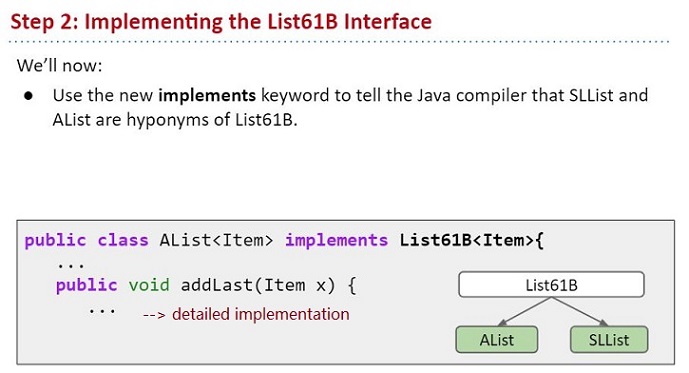 Step 2: Implementing the List61B Interface
We’ll now:
● Use the new implements keyword to tell the Java compiler that SLList and
AList are hyponyms of List61B.
public class AList<Item> implements List61B<Item>{
...
public void addLast(Item x) {
... --> detailed implementation
List61B
AList SLList